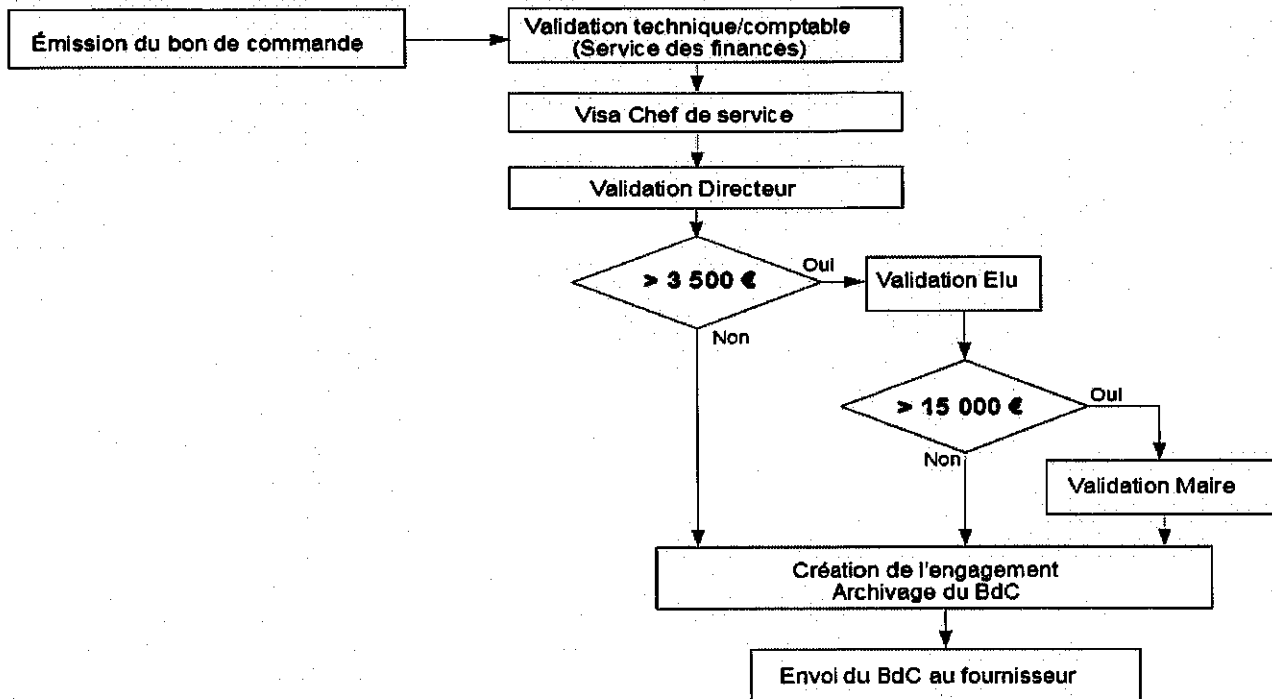 Émission du bon de commande
Validation technique/comptable
(Service des finances)
Visa Chef de service
Validation Directeur
> 3 500 €
Oui
Validation Elu
Non
> 15 000 €
Oui
Non
Validation Maire
Création de l'engagement
Archivage du BdC
Envoi du BdC au fournisseur